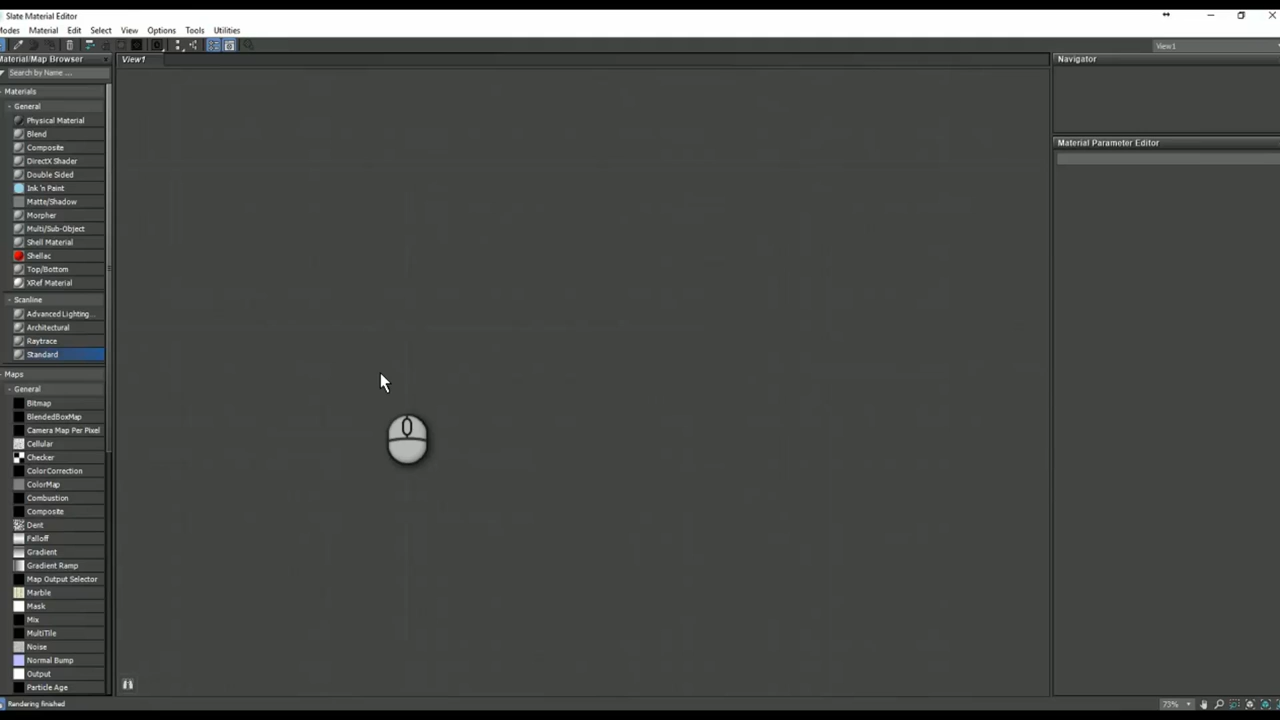 Slate Material Editor
Modes Material Edit Select View Options Tools Utilities
View1
Material/Map Browser
View1
Navigator
Search by Name ...
Materials
General
Physical Material
Blend
Composite
DirectX Shader
Double Sided
Ink 'n Paint
Matte/Shadow
Morpher
Multi/Sub-Object
Shell Material
Shellac
Top/Bottom
XRef Material
Scanline
Advanced Lighting...
Architectural
Raytrace
Standard
Maps
General
Bitmap
BlendedBoxMap
Camera Map Per Pixel
Cellular
Checker
ColorCorrection
ColorMap
Combustion
Composite
Dent
Falloff
Gradient
Gradient Ramp
Map Output Selector
Marble
Mask
Mix
MultiTile
Noise
Normal Bump
Output
Particle Age
Material Parameter Editor
Rendering finished
75%